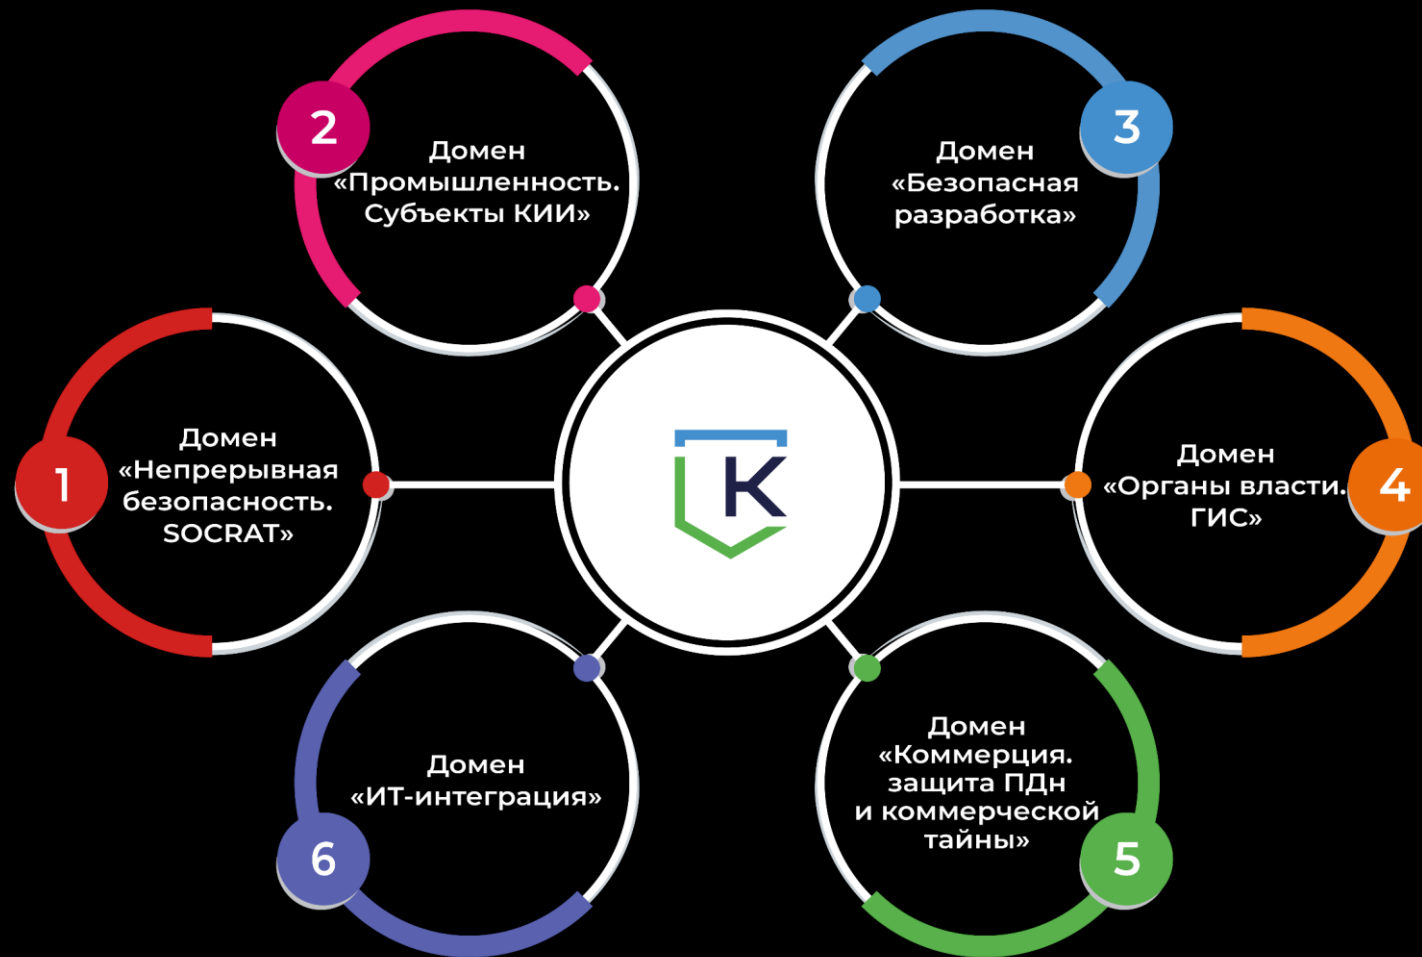 1
Домен
«Непрерывная
безопасность.
SOCRAT»
2
Домен
«Промышленность.
Субъекты КИИ»
3
Домен
«Безопасная
разработка»
4
Домен
«Органы власти.
ГИС»
5
Домен
«Коммерция.
защита ПДн
и коммерческой
тайны»
6
Домен
«ИТ-интеграция»
K